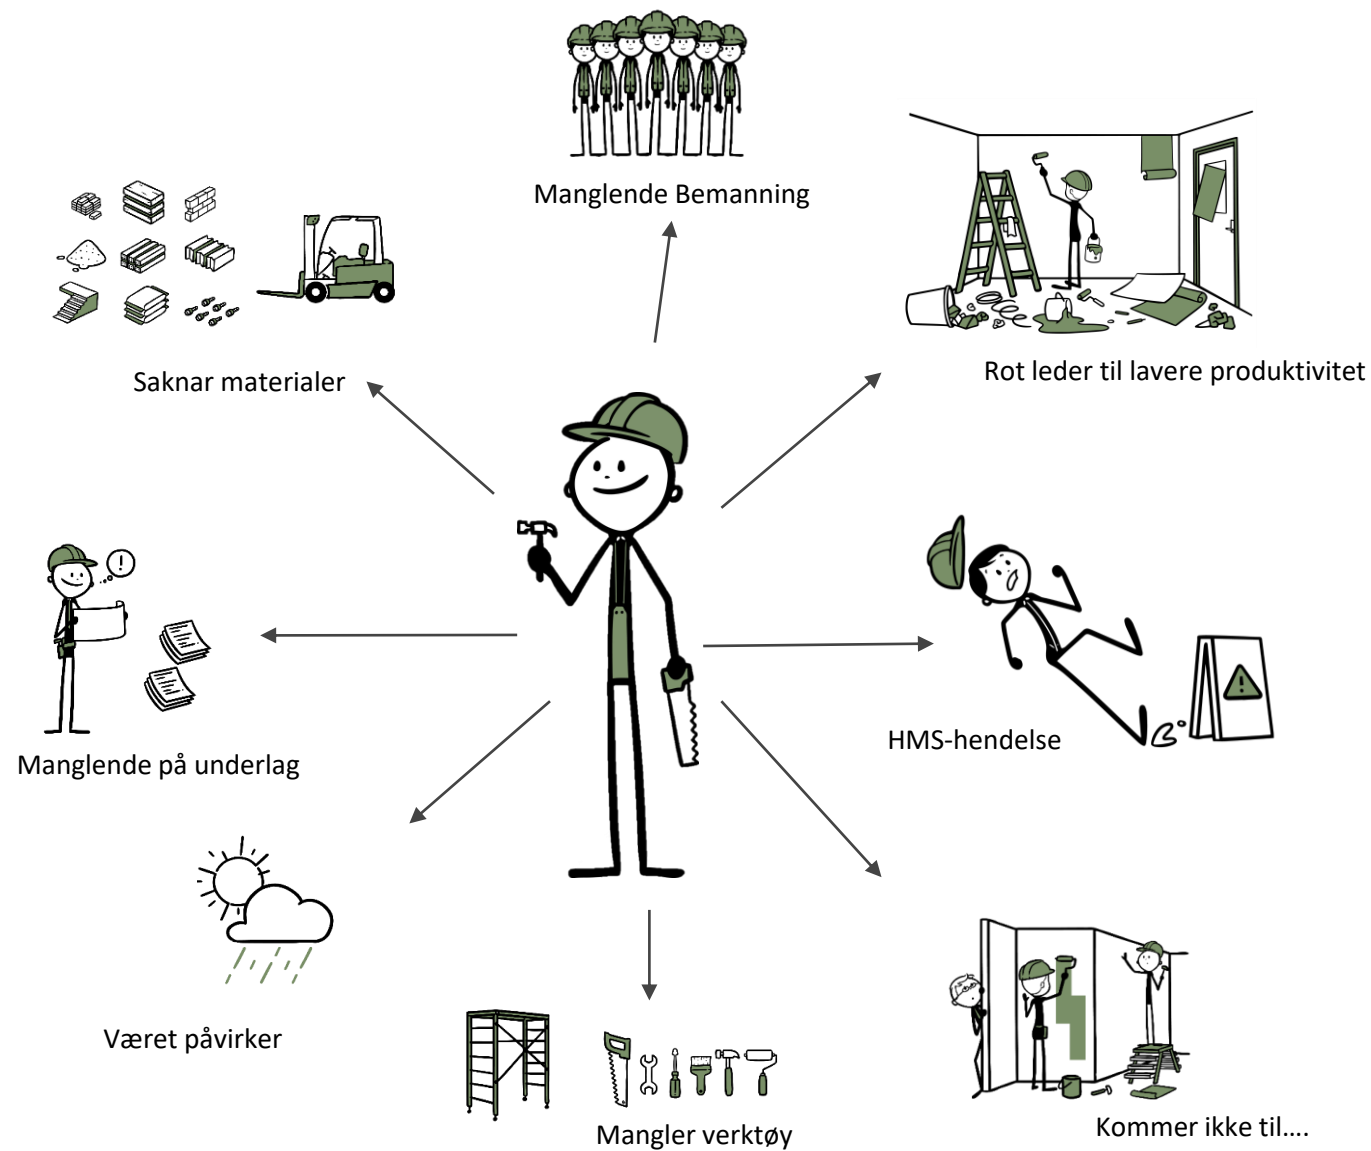 Manglende Bemanning
Rot leder til lavere produktivitet
Saknar materialer
!
HMS-hendelse
Manglende på underlag
Været påvirker
Mangler verktøy
Kommer ikke til....